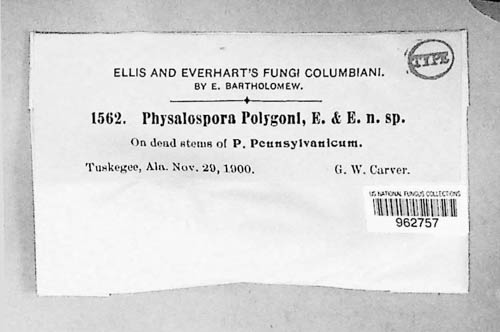 TYPE
ELLIS AND EVERHART'S FUNGI COLUMBIANI.
BY E. BARTHOLOMEW.
1562. Physalospora Polygoni, E. & E. n. sp.
On dead stems of P. Pennsylvanicum.
Tuskegee, Ala. Nov. 29, 1900. G. W. Carver.
US NATIONAL FUNGUS COLLECTIONS
962757